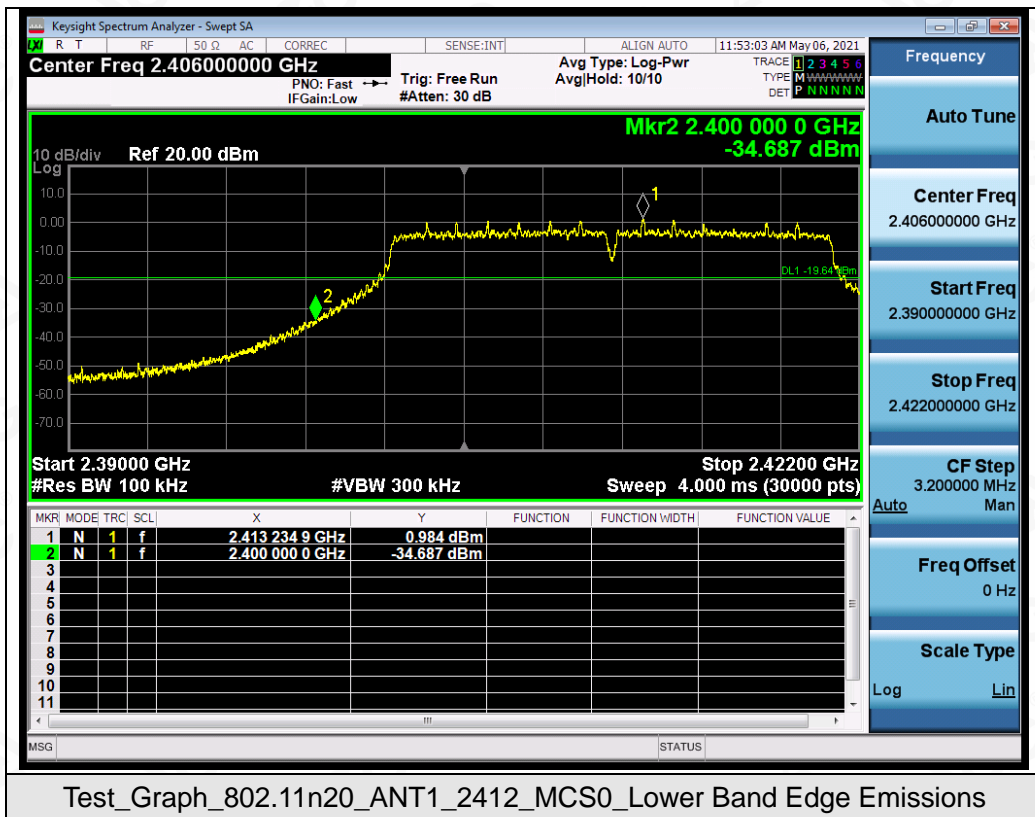 Keysight Spectrum Analyzer - Swept SA
LXI R T RF 50 Ω AC CORREC SENSE:INT ALIGN AUTO 11:53:03 AM May 06, 2021
Center Freq 2.406000000 GHz
PNO: Fast
IFGain:Low
Trig: Free Run
#Atten: 30 dB
Avg Type: Log-Pwr
Avg|Hold: 10/10
TRACE 1 2 3 4 5 6
TYPE M W W W W W
DET P N N N N N
Mkr2 2.400 000 0 GHz
-34.687 dBm
10 dB/div Ref 20.00 dBm
Log
10.0
0.00
-10.0
-20.0
-30.0
-40.0
-50.0
-60.0
-70.0
1
2
DL1 -19.64 dBm
Start 2.39000 GHz Stop 2.42200 GHz
#Res BW 100 kHz #VBW 300 kHz Sweep 4.000 ms (30000 pts)
MKR MODE TRC SCL X Y FUNCTION FUNCTION WIDTH FUNCTION VALUE
1 N 1 f 2.413 234 9 GHz 0.984 dBm
2 N 1 f 2.400 000 0 GHz -34.687 dBm
3
4
5
6
7
8
9
10
11
MSG STATUS
Frequency
Auto Tune
Center Freq
2.406000000 GHz
Start Freq
2.390000000 GHz
Stop Freq
2.422000000 GHz
CF Step
3.200000 MHz
Auto Man
Freq Offset
0 Hz
Scale Type
Log Lin
Test_Graph_802.11n20_ANT1_2412_MCS0_Lower Band Edge Emissions